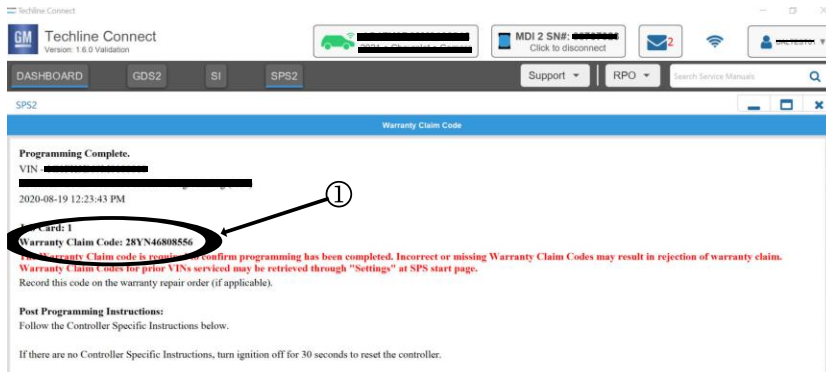 Techline Connect
GM
Techline Connect
Version: 1.6.0 Validation
MDI 2 SN#:
Click to disconnect
2
DASHBOARD GDS2 SI SPS2 Support RPO Search Service Manuals
SPS2
Warranty Claim Code
Programming Complete.
VIN -
2020-08-19 12:23:43 PM
①
Card: 1
Warranty Claim Code: 28YN46808556
Warranty Claim code is required to confirm programming has been completed. Incorrect or missing Warranty Claim Codes may result in rejection of warranty claim.
Warranty Claim Codes for prior VINs serviced may be retrieved through "Settings" at SPS start page.
Record this code on the warranty repair order (if applicable).
Post Programming Instructions:
Follow the Controller Specific Instructions below.
If there are no Controller Specific Instructions, turn ignition off for 30 seconds to reset the controller.